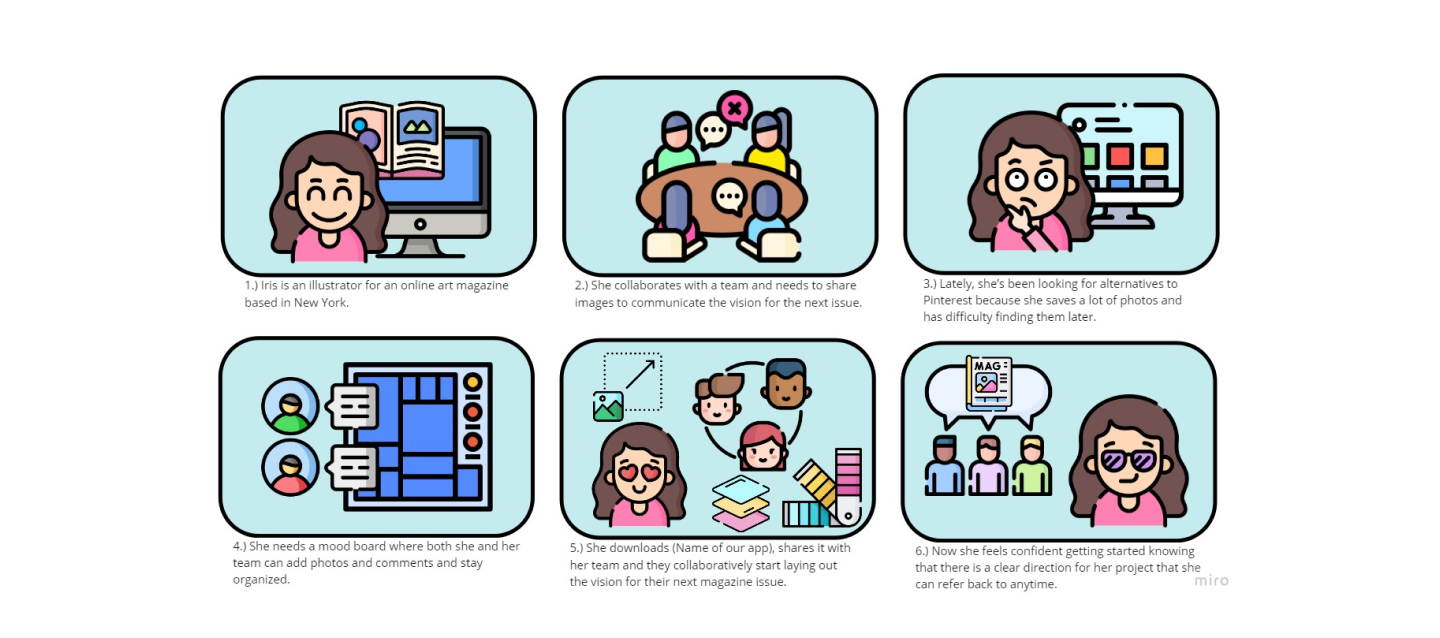 MAG
1.) Iris is an illustrator for an online art magazine
based in New York.
2.) She collaborates with a team and needs to share
images to communicate the vision for the next issue.
3.) Lately, she's been looking for alternatives to
Pinterest because she saves a lot of photos and
has difficulty finding them later.
4.) She needs a mood board where both she and her
team can add photos and comments and stay
organized.
5.) She downloads (Name of our app), shares it with
her team and they collaboratively start laying out
the vision for their next magazine issue.
6.) Now she feels confident getting started knowing
that there is a clear direction for her project that she
can refer back to anytime.
miro